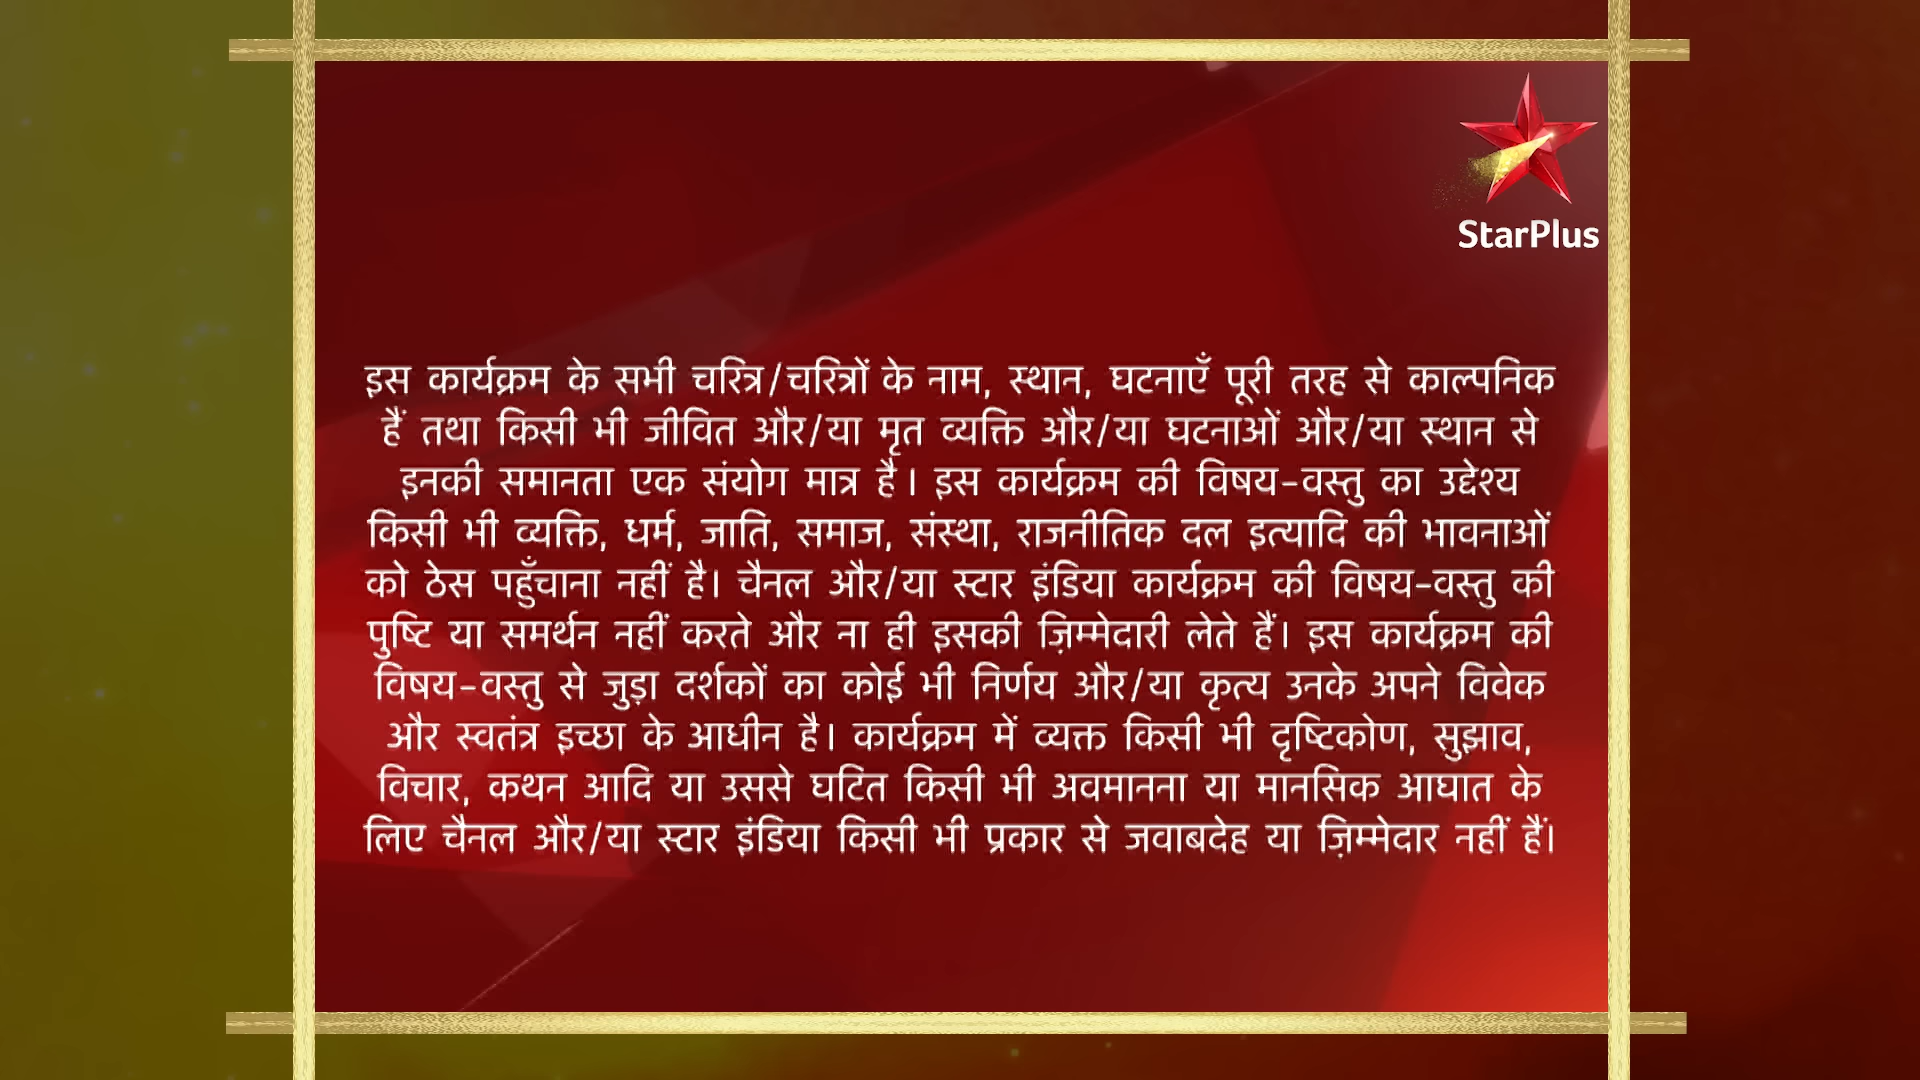 StarPlus
इस कार्यक्रम के सभी चरित्र/चरित्रों के नाम, स्थान, घटनाएँ पूरी तरह से काल्पनिक
हैं तथा किसी भी जीवित और/या मृत व्यक्ति और/या घटनाओं और/या स्थान से
इनकी समानता एक संयोग मात्र है। इस कार्यक्रम की विषय-वस्तु का उद्देश्य
किसी भी व्यक्ति, धर्म, जाति, समाज, संस्था, राजनीतिक दल इत्यादि की भावनाओं
को ठेस पहुँचाना नहीं है। चैनल और/या स्टार इंडिया कार्यक्रम की विषय-वस्तु की
पुष्टि या समर्थन नहीं करते और ना ही इसकी ज़िम्मेदारी लेते हैं। इस कार्यक्रम की
विषय-वस्तु से जुड़ा दर्शकों का कोई भी निर्णय और/या कृत्य उनके अपने विवेक
और स्वतंत्र इच्छा के आधीन है। कार्यक्रम में व्यक्त किसी भी दृष्टिकोण, सुझाव,
विचार, कथन आदि या उससे घटित किसी भी अवमानना या मानसिक आघात के
लिए चैनल और/या स्टार इंडिया किसी भी प्रकार से जवाबदेह या ज़िम्मेदार नहीं हैं।